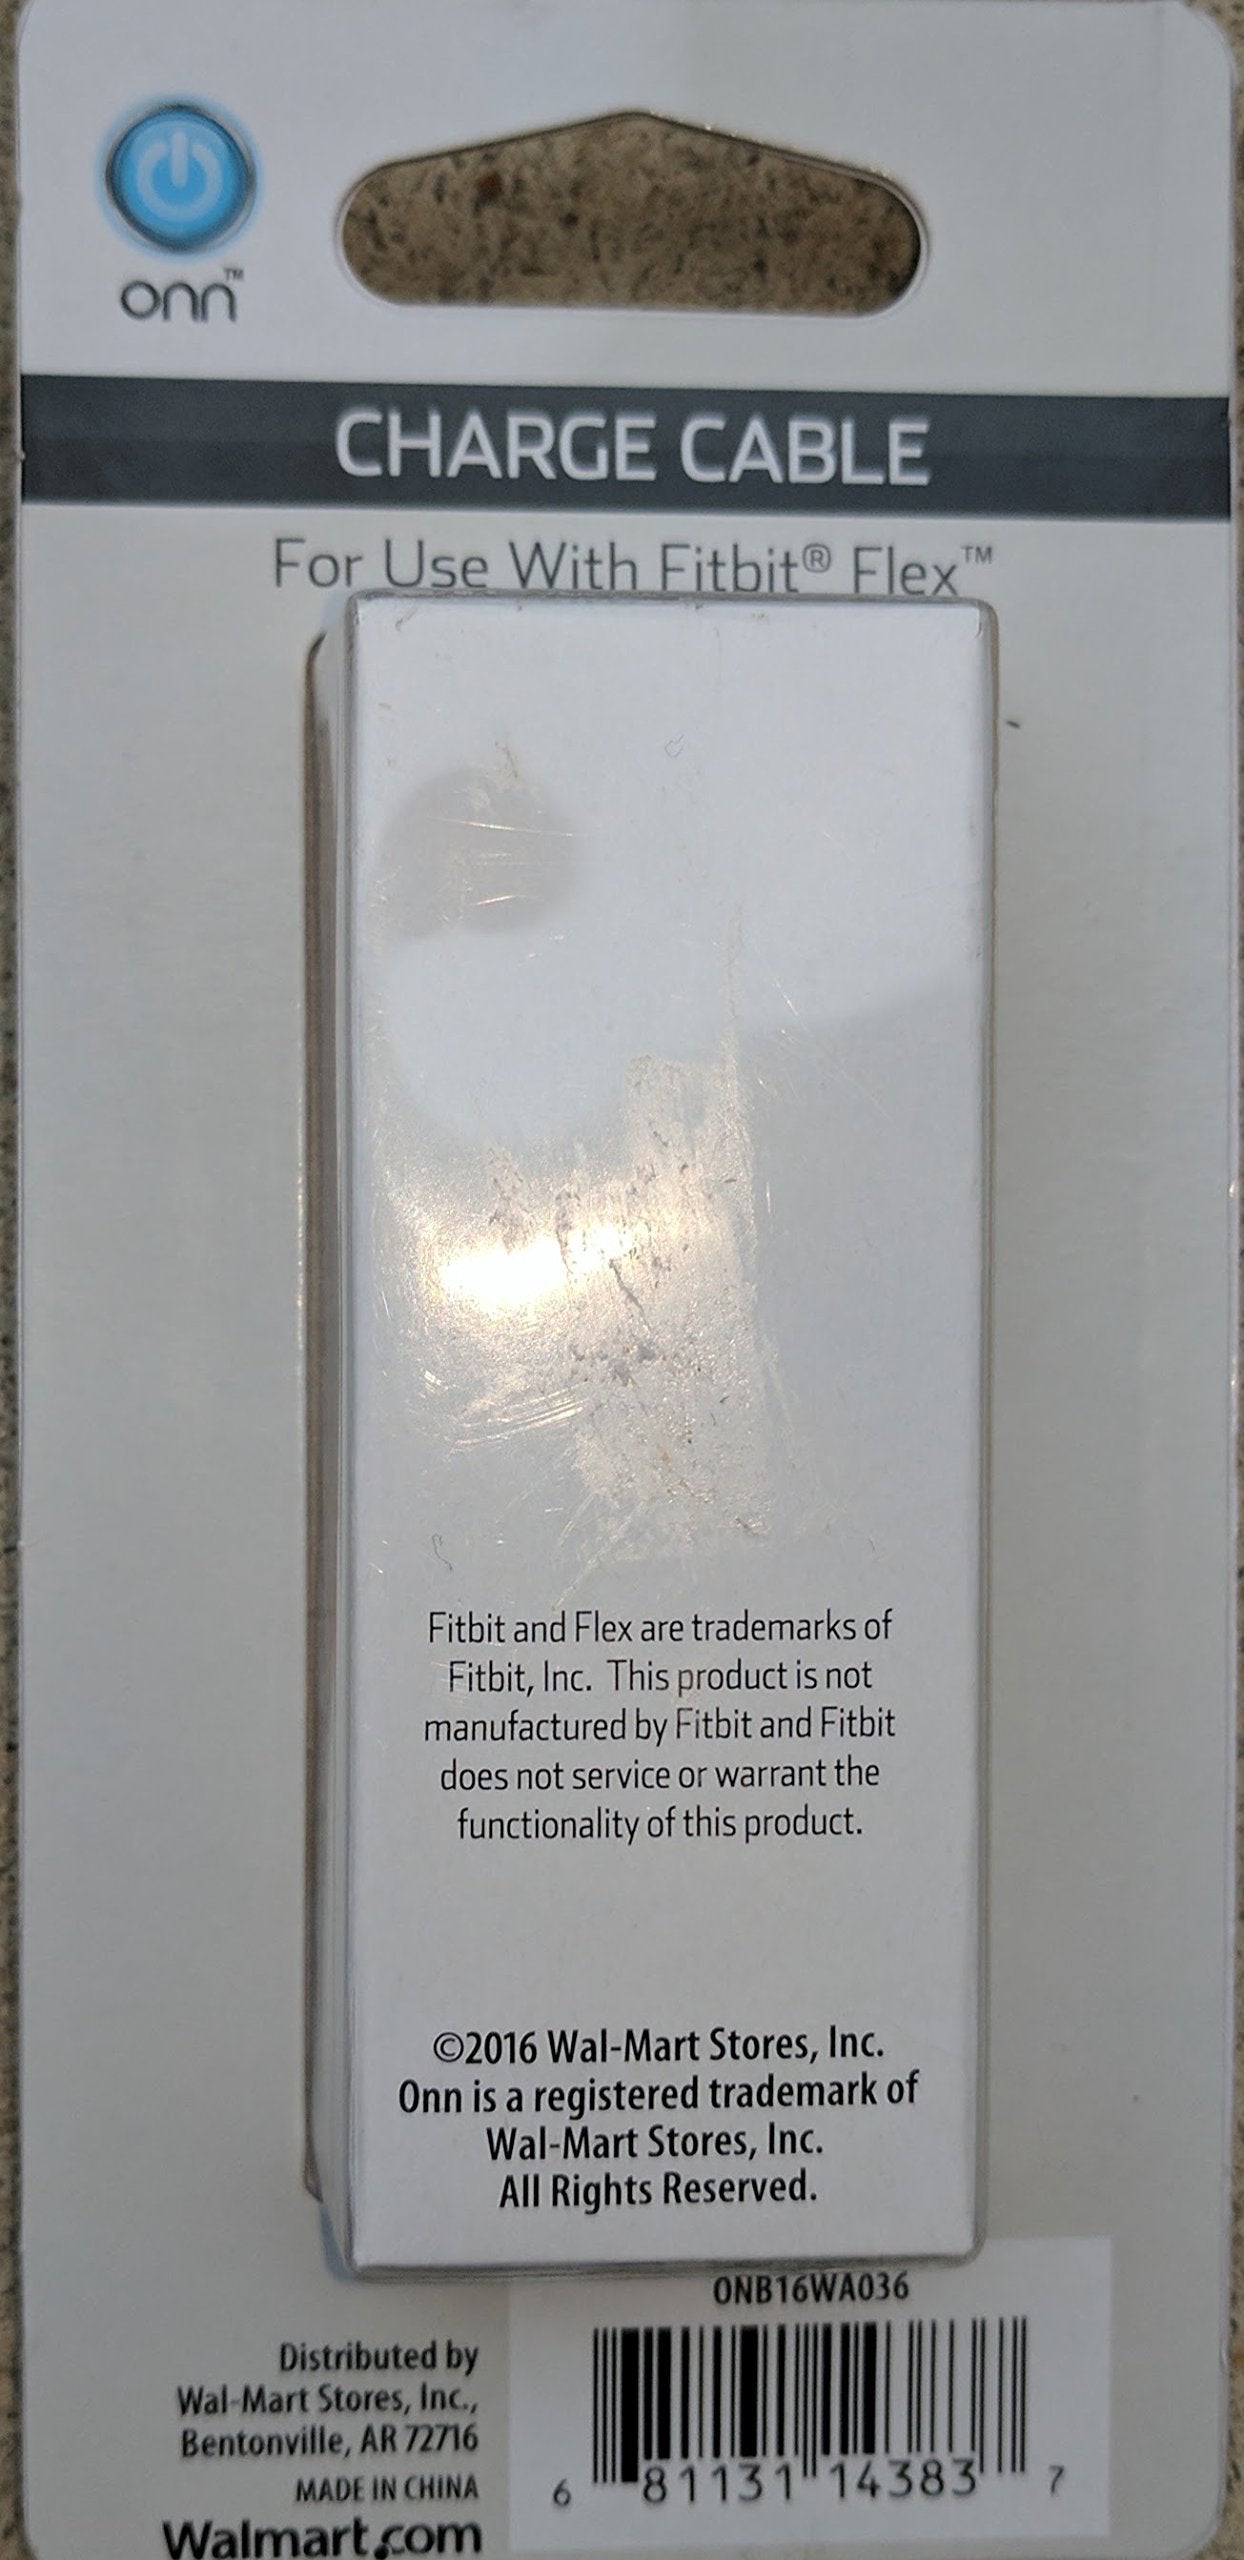 onn™
CHARGE CABLE
For Use With Fitbit® Flex™
Fitbit and Flex are trademarks of
Fitbit, Inc. This product is not
manufactured by Fitbit and Fitbit
does not service or warrant the
functionality of this product.
©2016 Wal-Mart Stores, Inc.
Onn is a registered trademark of
Wal-Mart Stores, Inc.
All Rights Reserved.
ONB16WA036
Distributed by
Wal-Mart Stores, Inc.,
Bentonville, AR 72716
MADE IN CHINA
Walmart.com
6 81131 14383 7